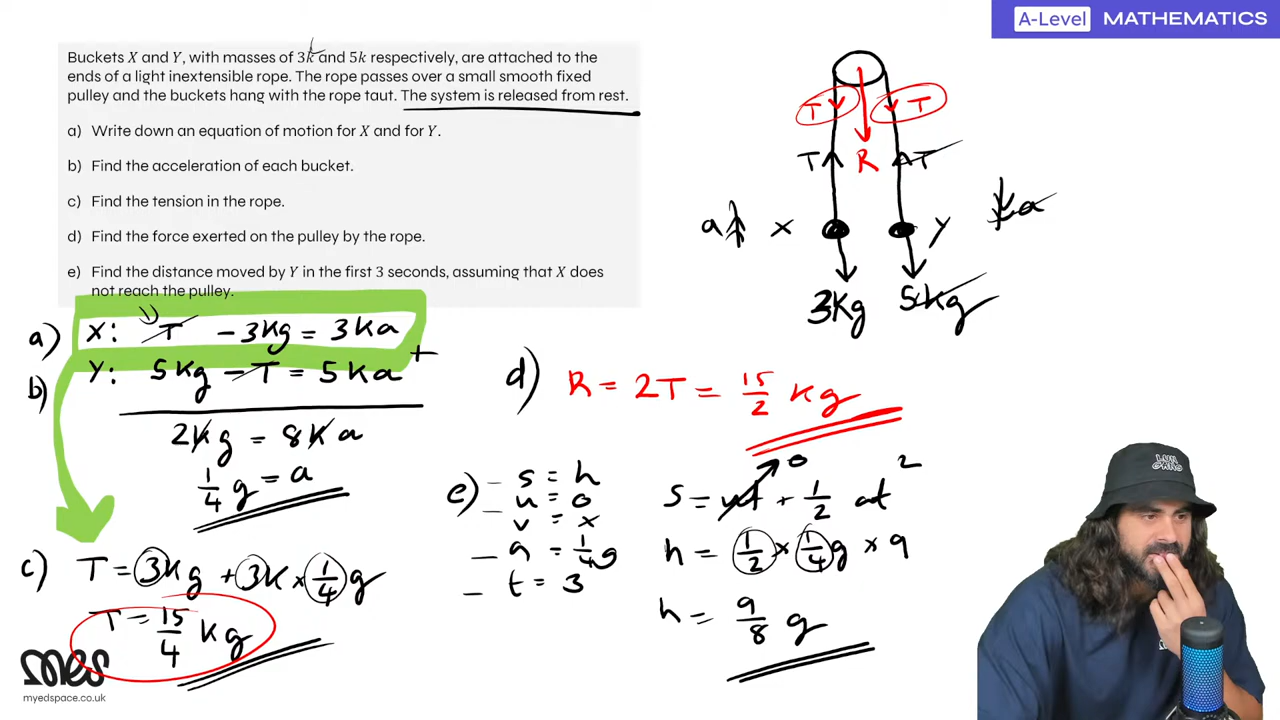 A-Level MATHEMATICS
Buckets X and Y, with masses of 3k and 5k respectively, are attached to the
ends of a light inextensible rope. The rope passes over a small smooth fixed
pulley and the buckets hang with the rope taut. The system is released from rest.
a) Write down an equation of motion for X and for Y.
b) Find the acceleration of each bucket.
c) Find the tension in the rope.
d) Find the force exerted on the pulley by the rope.
e) Find the distance moved by Y in the first 3 seconds, assuming that X does
not reach the pulley.
T T
T R T
a X Y a
3Kg 5Kg
a) X: T - 3Kg = 3Ka
Y: 5Kg - T = 5Ka +
b)
2Kg = 8Ka
1/4 g = a
c) T = 3Kg + 3K × 1/4 g
T = 15/4 Kg
d) R = 2T = 15/2 Kg
e) s = h
u = 0
v = x
a = 1/4 g
t = 3
s = ut + 1/2 at² 0
h = 1/2 × 1/4 g × 9
h = 9/8 g
mes
myedspace.co.uk